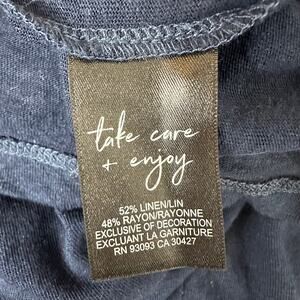 take care
+ enjoy
52% LINEN/LIN
48% RAYON/RAYONNE
EXCLUSIVE OF DECORATION
EXCLUANT LA GARNITURE
RN 93093 CA 30427